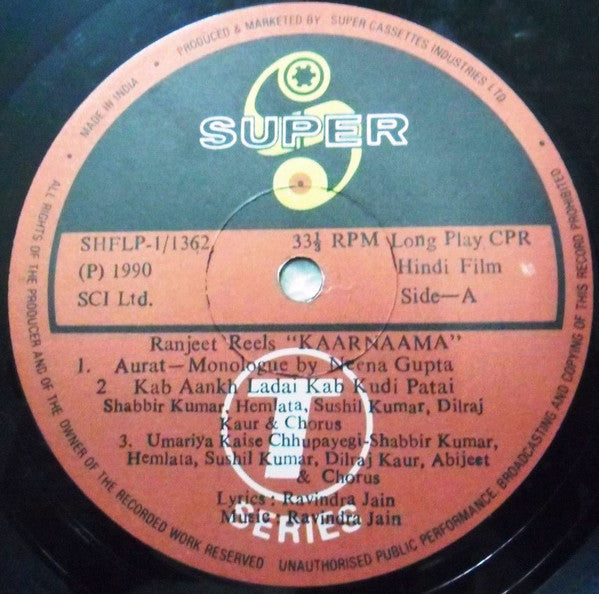 PRODUCED & MARKETED BY • SUPER CASSETTES INDUSTRIES LTD.
• MADE IN INDIA •
SUPER
SHFLP-1/1362
33⅓ RPM Long Play CPR
(P) 1990
Hindi Film
SCI Ltd.
Side—A
Ranjeet Reels "KAARNAAMA"
1. Aurat—Monologue by Neena Gupta
2 Kab Aankh Ladai Kab Kudi Patai
Shabbir Kumar, Hemlata, Sushil Kumar, Dilraj
Kaur & Chorus
3. Umariya Kaise Chhupayegi-Shabbir Kumar,
Hemlata, Sushil Kumar, Dilraj Kaur, Abijeet
& Chorus
Lyrics : Ravindra Jain
Music : Ravindra Jain
T
SERIES
ALL RIGHTS OF THE PRODUCER AND OF THE OWNER OF THE RECORDED WORK RESERVED
UNAUTHORISED PUBLIC PERFORMANCE, BROADCASTING AND COPYING OF THIS RECORD PROHIBITED